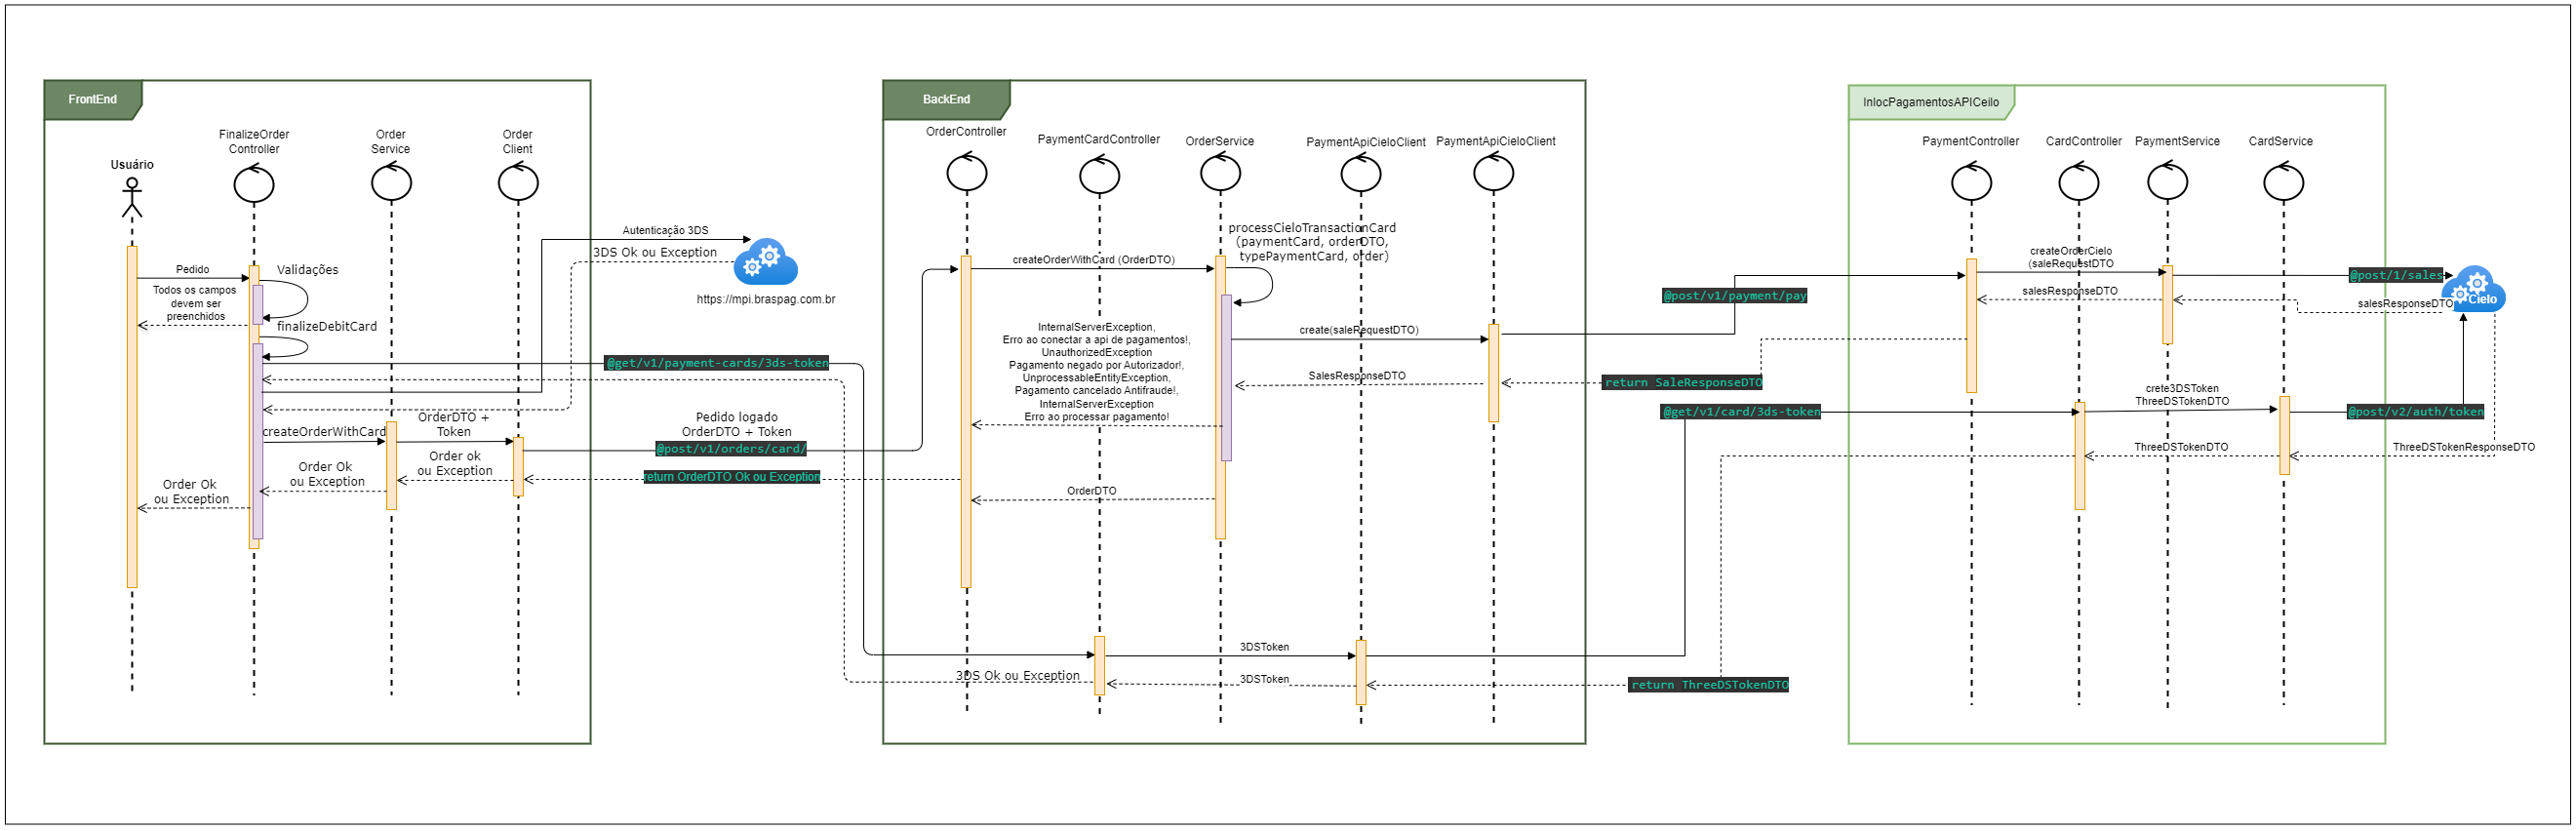 FrontEnd
Usuário
FinalizeOrder
Controller
Order
Service
Order
Client
Pedido
Todos os campos
devem ser
preenchidos
Validações
finalizeDebitCard
createOrderWithCard
OrderDTO +
Token
Order ok
ou Exception
Order Ok
ou Exception
Order Ok
ou Exception
Autenticação 3DS
3DS Ok ou Exception
https://mpi.braspag.com.br
@get/v1/payment-cards/3ds-token
Pedido logado
OrderDTO + Token
@post/v1/orders/card/
return OrderDTO Ok ou Exception
BackEnd
OrderController
PaymentCardController
OrderService
PaymentApiCieloClient
PaymentApiCieloClient
createOrderWithCard (OrderDTO)
processCieloTransactionCard
(paymentCard, orderDTO,
typePaymentCard, order)
InternalServerException,
Erro ao conectar a api de pagamentos!,
UnauthorizedException
Pagamento negado por Autorizador!,
UnprocessableEntityException,
Pagamento cancelado Antifraude!,
InternalServerException
Erro ao processar pagamento!
create(saleRequestDTO)
SalesResponseDTO
OrderDTO
3DS Ok ou Exception
3DSToken
3DSToken
@post/v1/payment/pay
return SaleResponseDTO
@get/v1/card/3ds-token
return ThreeDSTokenDTO
InlocPagamentosAPICeilo
PaymentController
CardController
PaymentService
CardService
createOrderCielo
(saleRequestDTO
salesResponseDTO
@post/1/sales
salesResponseDTO
Cielo
crete3DSToken
ThreeDSTokenDTO
@post/v2/auth/token
ThreeDSTokenDTO
ThreeDSTokenResponseDTO